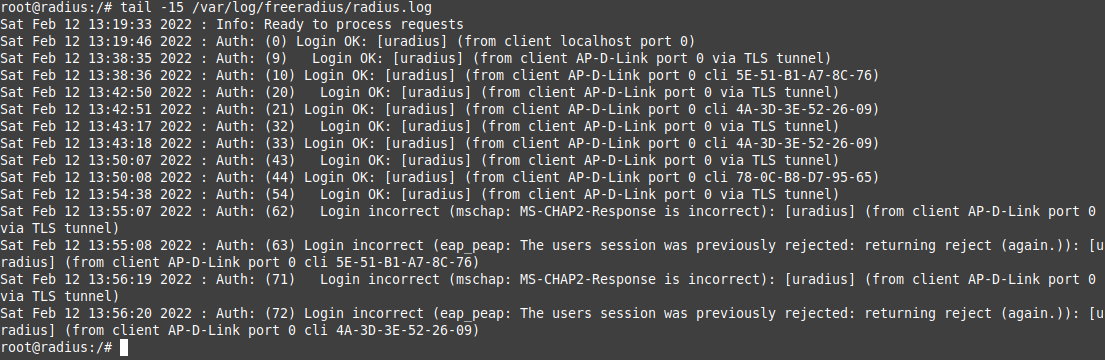 root@radius:/# tail -15 /var/log/freeradius/radius.log
Sat Feb 12 13:19:33 2022 : Info: Ready to process requests
Sat Feb 12 13:19:46 2022 : Auth: (0) Login OK: [uradius] (from client localhost port 0)
Sat Feb 12 13:38:35 2022 : Auth: (9)   Login OK: [uradius] (from client AP-D-Link port 0 via TLS tunnel)
Sat Feb 12 13:38:36 2022 : Auth: (10) Login OK: [uradius] (from client AP-D-Link port 0 cli 5E-51-B1-A7-8C-76)
Sat Feb 12 13:42:50 2022 : Auth: (20)   Login OK: [uradius] (from client AP-D-Link port 0 via TLS tunnel)
Sat Feb 12 13:42:51 2022 : Auth: (21) Login OK: [uradius] (from client AP-D-Link port 0 cli 4A-3D-3E-52-26-09)
Sat Feb 12 13:43:17 2022 : Auth: (32)   Login OK: [uradius] (from client AP-D-Link port 0 via TLS tunnel)
Sat Feb 12 13:43:18 2022 : Auth: (33) Login OK: [uradius] (from client AP-D-Link port 0 cli 4A-3D-3E-52-26-09)
Sat Feb 12 13:50:07 2022 : Auth: (43)   Login OK: [uradius] (from client AP-D-Link port 0 via TLS tunnel)
Sat Feb 12 13:50:08 2022 : Auth: (44) Login OK: [uradius] (from client AP-D-Link port 0 cli 78-0C-B8-D7-95-65)
Sat Feb 12 13:54:38 2022 : Auth: (54)   Login OK: [uradius] (from client AP-D-Link port 0 via TLS tunnel)
Sat Feb 12 13:55:07 2022 : Auth: (62)   Login incorrect (mschap: MS-CHAP2-Response is incorrect): [uradius] (from client AP-D-Link port 0
via TLS tunnel)
Sat Feb 12 13:55:08 2022 : Auth: (63) Login incorrect (eap_peap: The users session was previously rejected: returning reject (again.)): [u
radius] (from client AP-D-Link port 0 cli 5E-51-B1-A7-8C-76)
Sat Feb 12 13:56:19 2022 : Auth: (71)   Login incorrect (mschap: MS-CHAP2-Response is incorrect): [uradius] (from client AP-D-Link port 0
via TLS tunnel)
Sat Feb 12 13:56:20 2022 : Auth: (72) Login incorrect (eap_peap: The users session was previously rejected: returning reject (again.)): [u
radius] (from client AP-D-Link port 0 cli 4A-3D-3E-52-26-09)
root@radius:/#